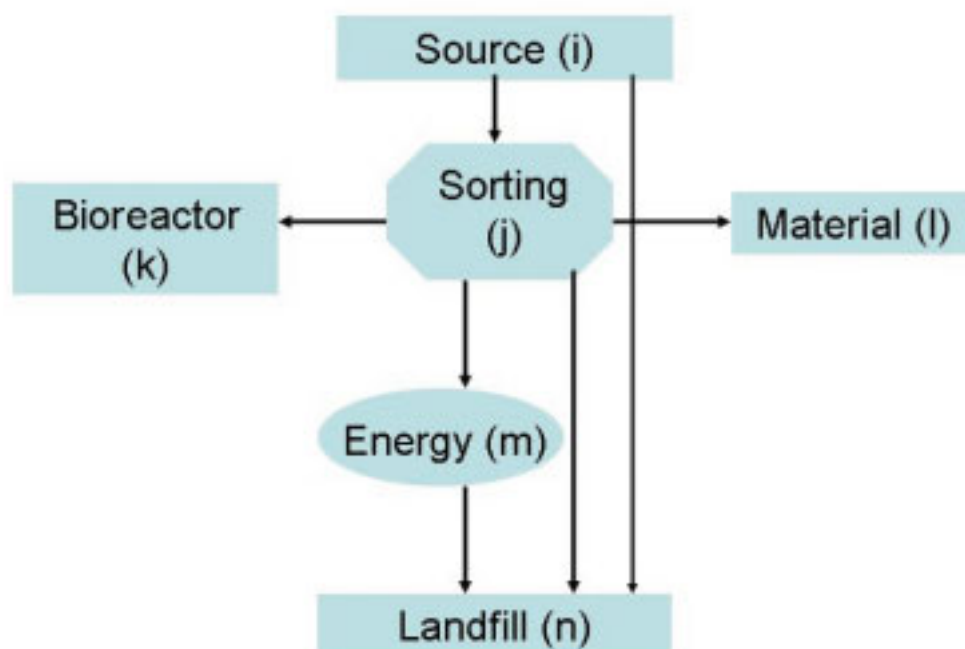 Source (i)
Sorting
(j)
Bioreactor
(k)
Material (l)
Energy (m)
Landfill (n)